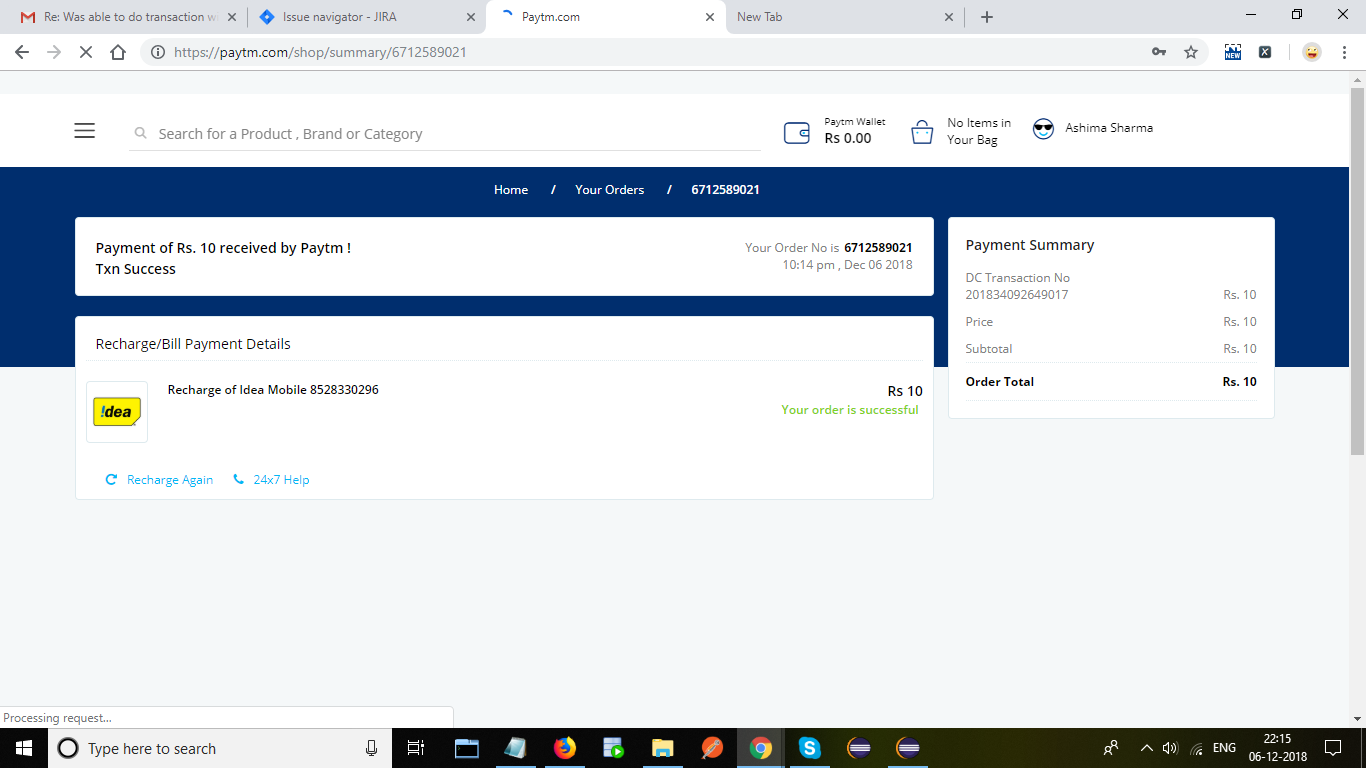 Re: Was able to do transaction w
Issue navigator - JIRA
Paytm.com
New Tab
https://paytm.com/shop/summary/6712589021
NEW
X
Search for a Product , Brand or Category
Paytm Wallet
Rs 0.00
No Items in
Your Bag
Ashima Sharma
Home / Your Orders / 6712589021
Payment of Rs. 10 received by Paytm !
Txn Success
Your Order No is 6712589021
10:14 pm , Dec 06 2018
Payment Summary
DC Transaction No
201834092649017 Rs. 10
Price Rs. 10
Subtotal Rs. 10
Order Total Rs. 10
Recharge/Bill Payment Details
!dea
Recharge of Idea Mobile 8528330296
Rs 10
Your order is successful
Recharge Again
24x7 Help
Processing request...
Type here to search
ENG
22:15
06-12-2018